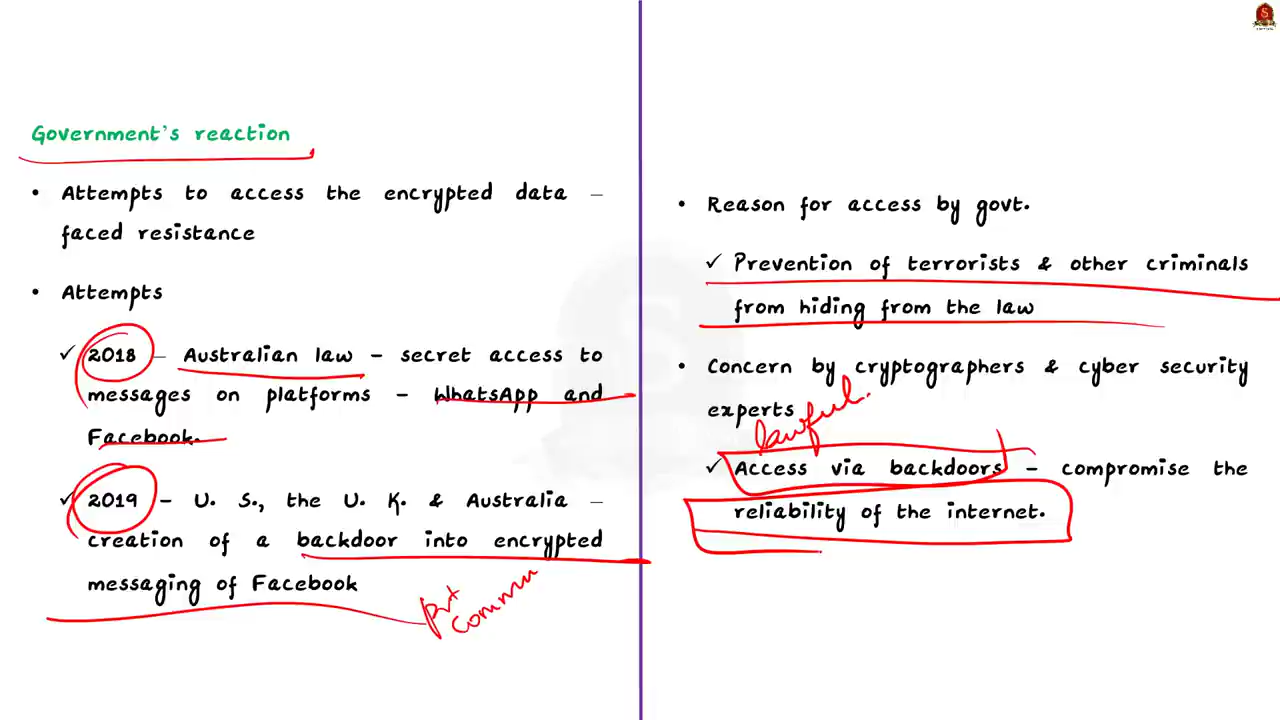 Government's reaction
• Attempts to access the encrypted data –
faced resistance
• Attempts
✓ 2018 – Australian law – secret access to
messages on platforms – WhatsApp and
Facebook.
✓ 2019 – U. S., the U. K. & Australia –
creation of a backdoor into encrypted
messaging of Facebook
pvt
commu
• Reason for access by govt.
✓ Prevention of terrorists & other criminals
from hiding from the law
• Concern by cryptographers & cyber security
experts
lawful
✓ Access via backdoors – compromise the
reliability of the internet.